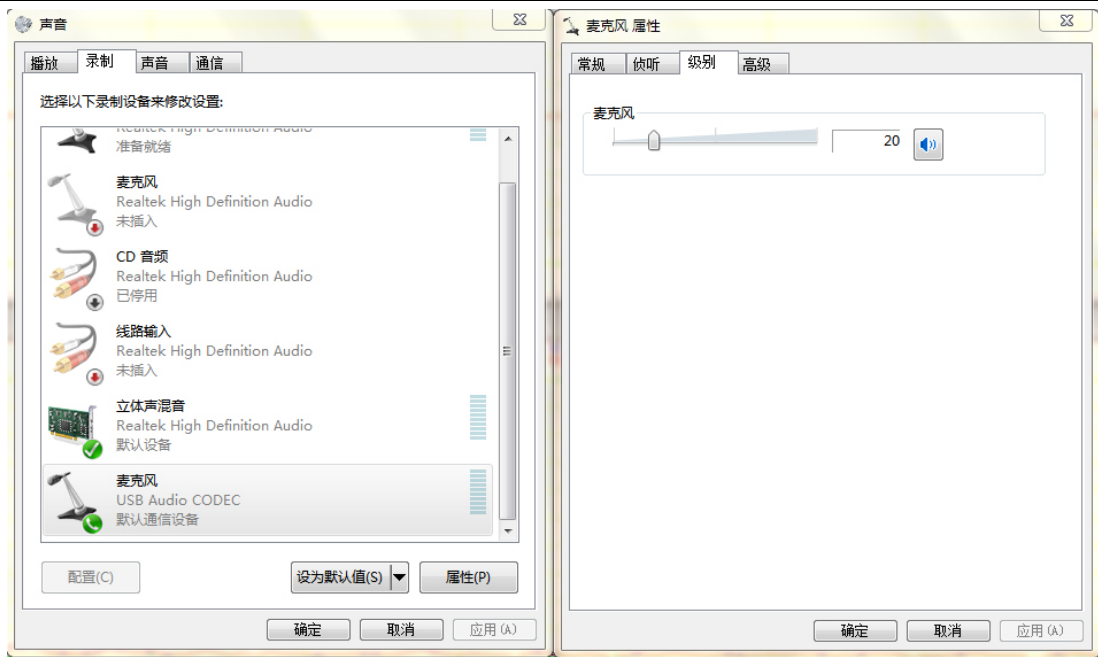 声音
播放
录制
声音
通信
选择以下录制设备来修改设置:
Realtek High Definition Audio
准备就绪
麦克风
Realtek High Definition Audio
未插入
CD 音频
Realtek High Definition Audio
已停用
线路输入
Realtek High Definition Audio
未插入
立体声混音
Realtek High Definition Audio
默认设备
麦克风
USB Audio CODEC
默认通信设备
配置(C)
设为默认值(S)
属性(P)
确定
取消
应用(A)
麦克风 属性
常规
侦听
级别
高级
麦克风
20
确定
取消
应用(A)